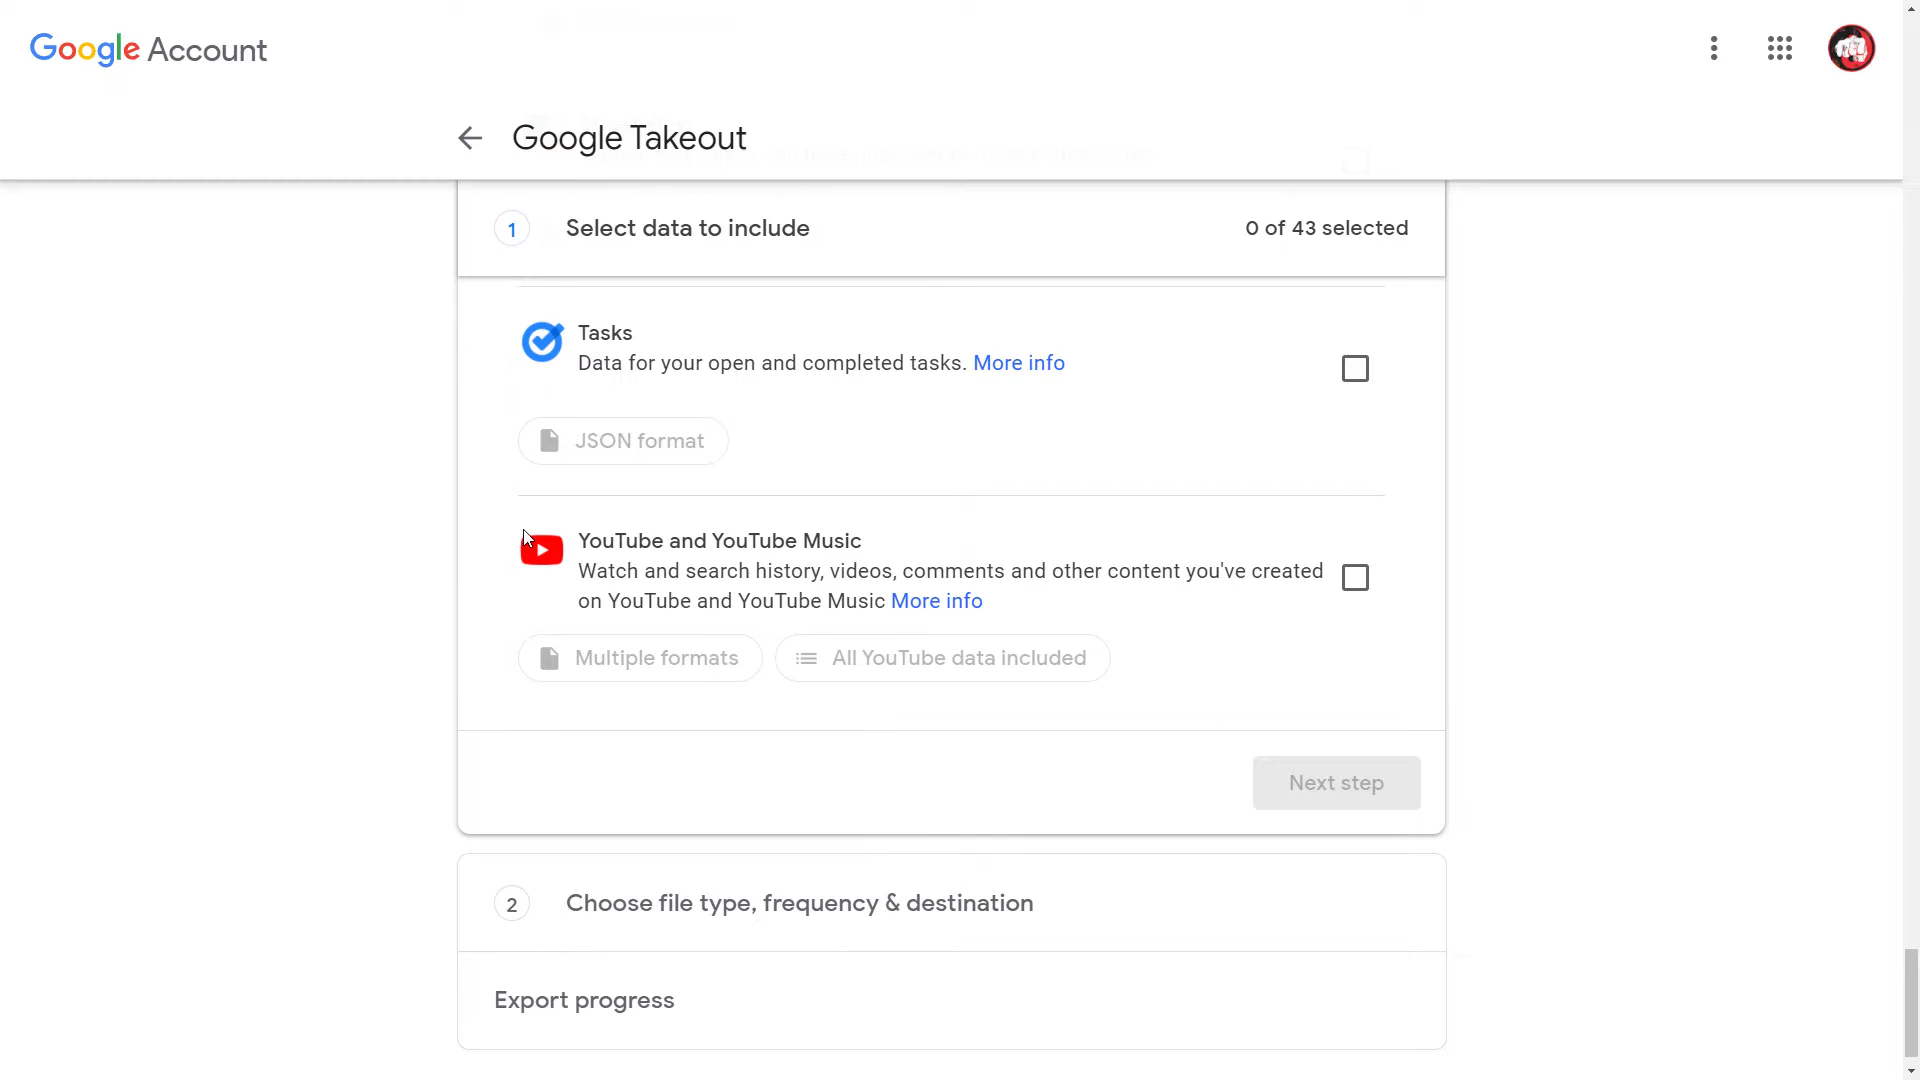 Google Account
Google Takeout
1 Select data to include 0 of 43 selected
Tasks
Data for your open and completed tasks. More info
JSON format
YouTube and YouTube Music
Watch and search history, videos, comments and other content you've created
on YouTube and YouTube Music More info
Multiple formats All YouTube data included
Next step
2 Choose file type, frequency & destination
Export progress